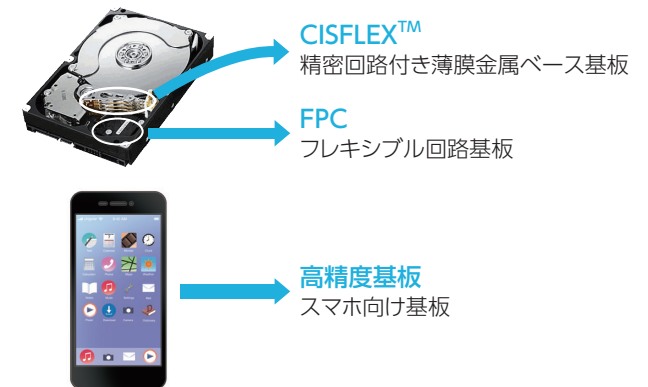 CISFLEX™
精密回路付き薄膜金属ベース基板
FPC
フレキシブル回路基板
高精度基板
スマホ向け基板